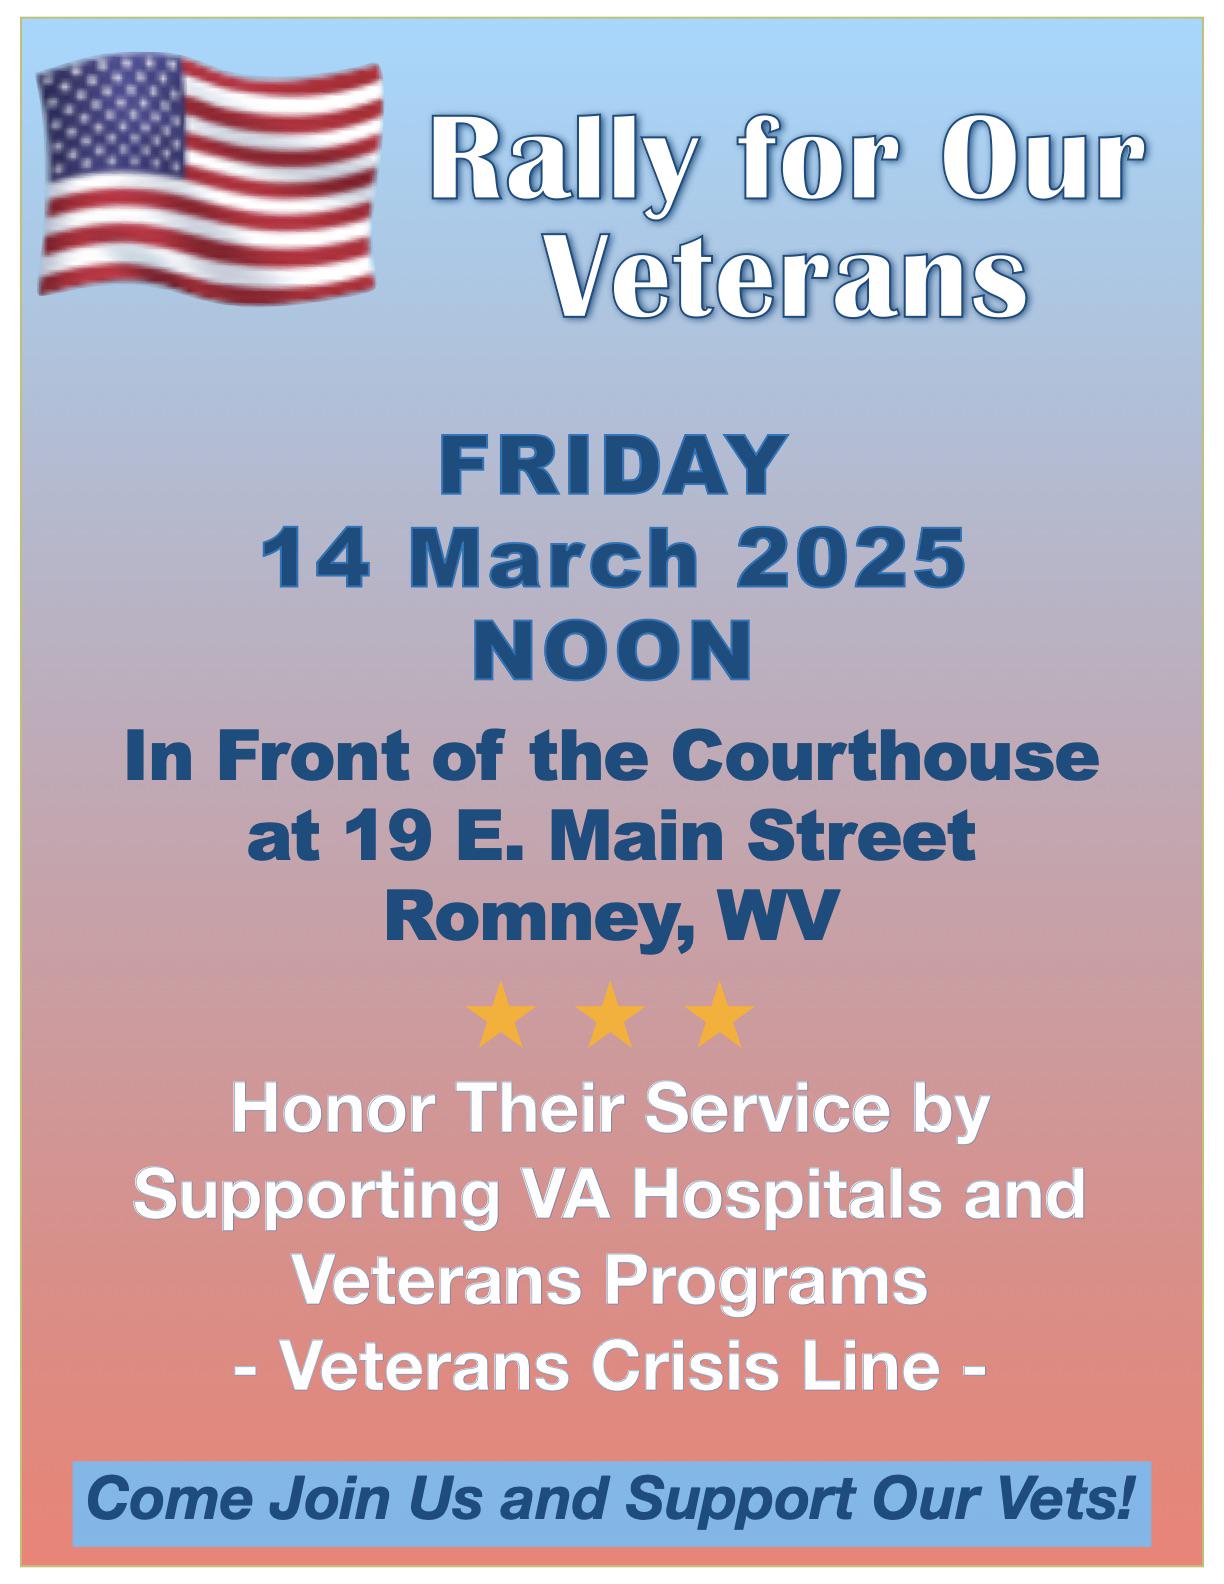 Rally for Our
Veterans
FRIDAY
14 March 2025
NOON
In Front of the Courthouse
at 19 E. Main Street
Romney, WV
Honor Their Service by
Supporting VA Hospitals and
Veterans Programs
- Veterans Crisis Line -
Come Join Us and Support Our Vets!